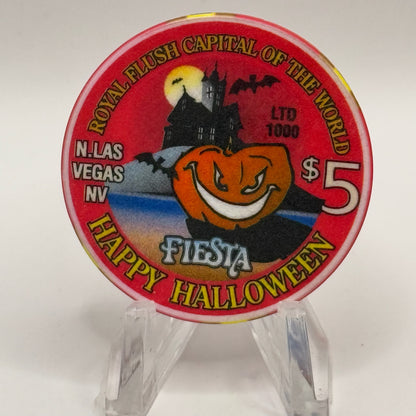 ROYAL FLUSH CAPITAL OF THE WORLD
LTD
1000
N.LAS
VEGAS
NV
$5
FIESTA
HAPPY HALLOWEEN